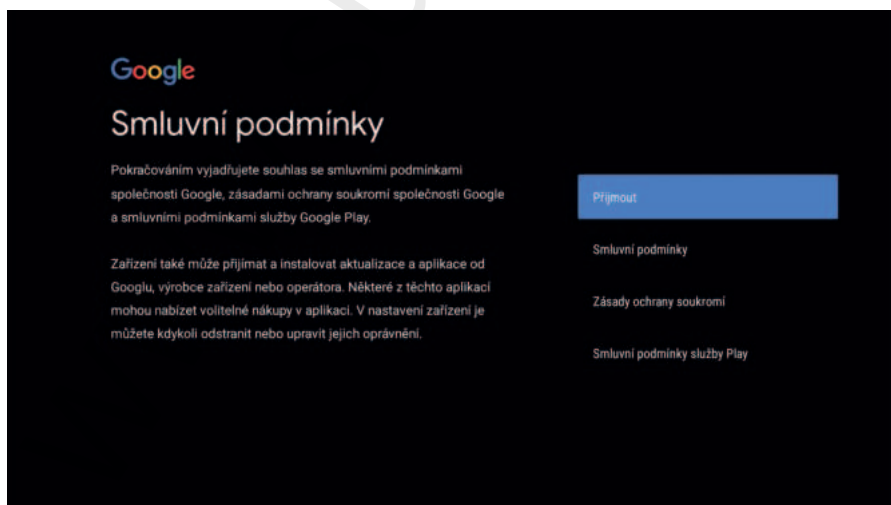 Google
Smluvní podmínky
Pokračováním vyjadřujete souhlas se smluvními podmínkami
společnosti Google, zásadami ochrany soukromí společnosti Google
a smluvními podmínkami služby Google Play.
Zařízení také může přijímat a instalovat aktualizace a aplikace od
Googlu, výrobce zařízení nebo operátora. Některé z těchto aplikací
mohou nabízet volitelné nákupy v aplikaci. V nastavení zařízení je
můžete kdykoli odstranit nebo upravit jejich oprávnění.
Přijmout
Smluvní podmínky
Zásady ochrany soukromí
Smluvní podmínky služby Play